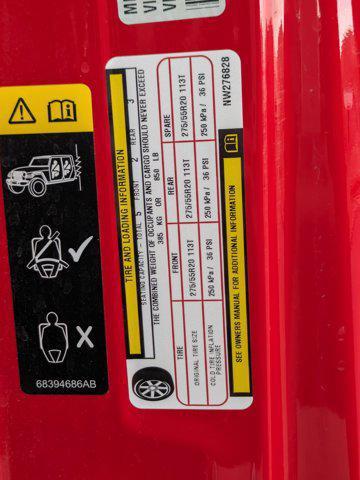 TIRE AND LOADING INFORMATION
SEATING CAPACITY – TOTAL 5 FRONT 2 REAR 3
THE COMBINED WEIGHT OF OCCUPANTS AND CARGO SHOULD NEVER EXCEED
385 KG OR 850 LB
TIRE FRONT REAR SPARE
ORIGINAL TIRE SIZE 275/55R20 113T 275/55R20 113T 275/55R20 113T
COLD TIRE INFLATION
PRESSURE 250 kPa / 36 PSI 250 kPa / 36 PSI 250 kPa / 36 PSI
SEE OWNERS MANUAL FOR ADDITIONAL INFORMATION
NW276828
68394686AB